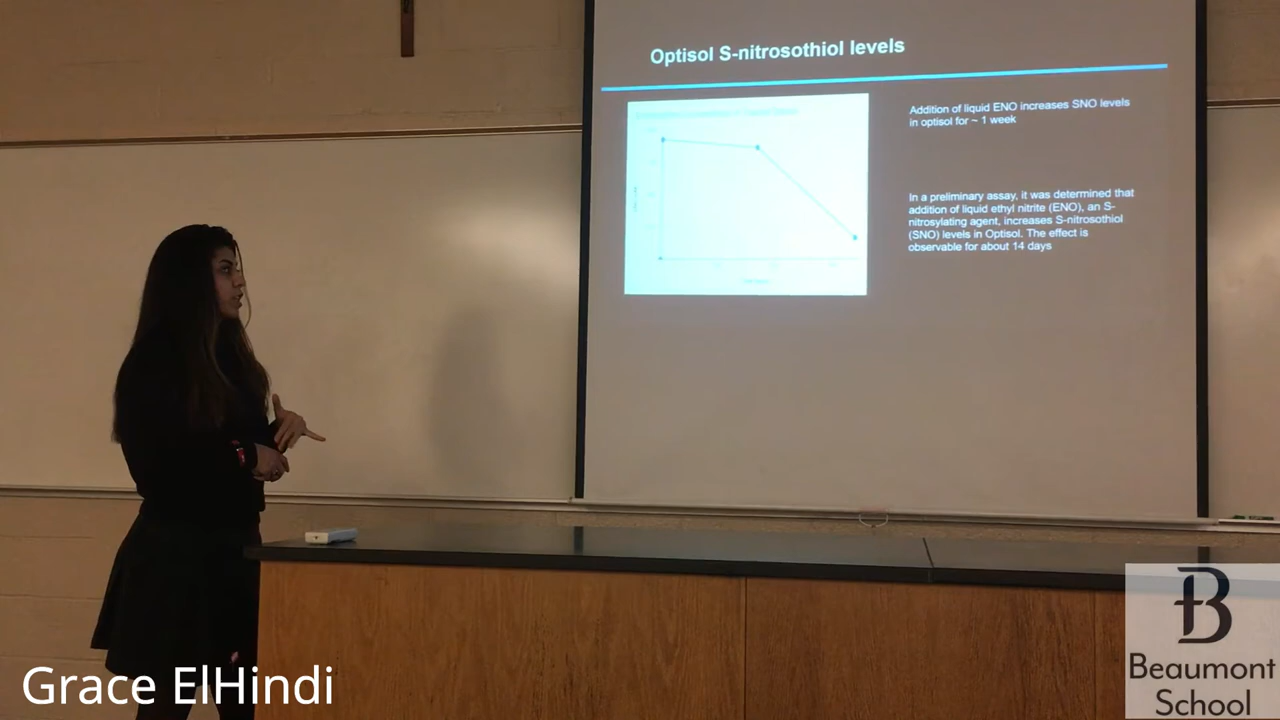 Optisol S-nitrosothiol levels
Addition of liquid ENO increases SNO levels
in optisol for ~ 1 week
In a preliminary assay, it was determined that
addition of liquid ethyl nitrite (ENO), an S-
nitrosylating agent, increases S-nitrosothiol
(SNO) levels in Optisol. The effect is
observable for about 14 days
Grace ElHindi
B
Beaumont
School